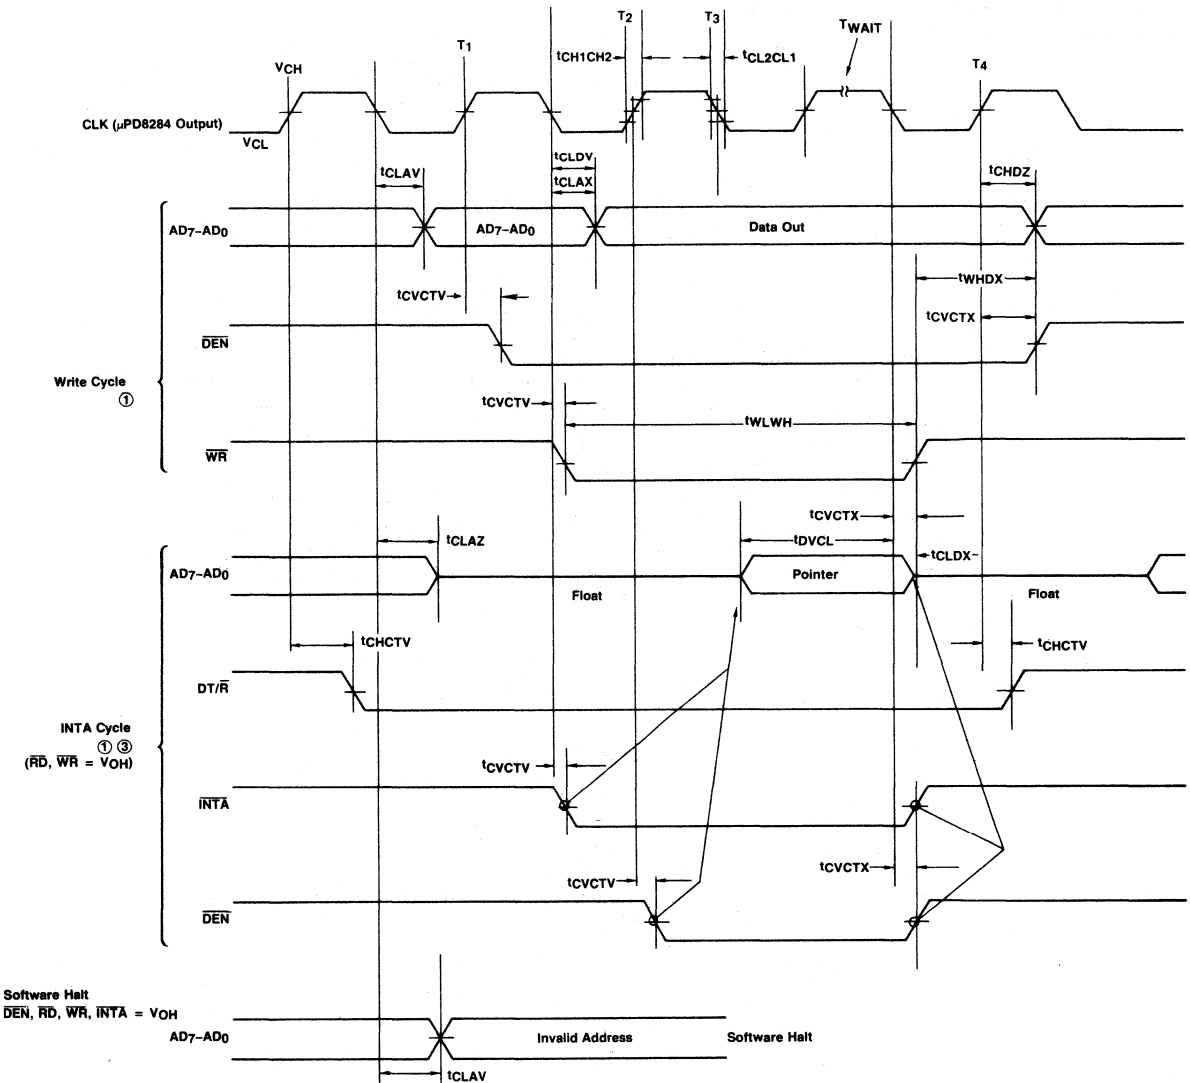 T2
T3
TWAIT
T1
tCH1CH2
tCL2CL1
VCH
T4
CLK (μPD8284 Output)
VCL
tCLDV
tCLAV
tCLAX
tCHDZ
AD7–AD0
AD7–AD0
Data Out
tWHDX
tCVCTV
tCVCTX
DEN
Write Cycle
①
tCVCTV
tWLWH
WR
tCVCTX
tCLAZ
tDVCL
tCLDX
AD7–AD0
Pointer
Float
Float
tCHCTV
tCHCTV
DT/R
INTA Cycle
① ③
(RD, WR = VOH)
tCVCTV
INTA
tCVCTX
tCVCTV
DEN
Software Halt
DEN, RD, WR, INTA = VOH
AD7–AD0
Invalid Address
Software Halt
tCLAV